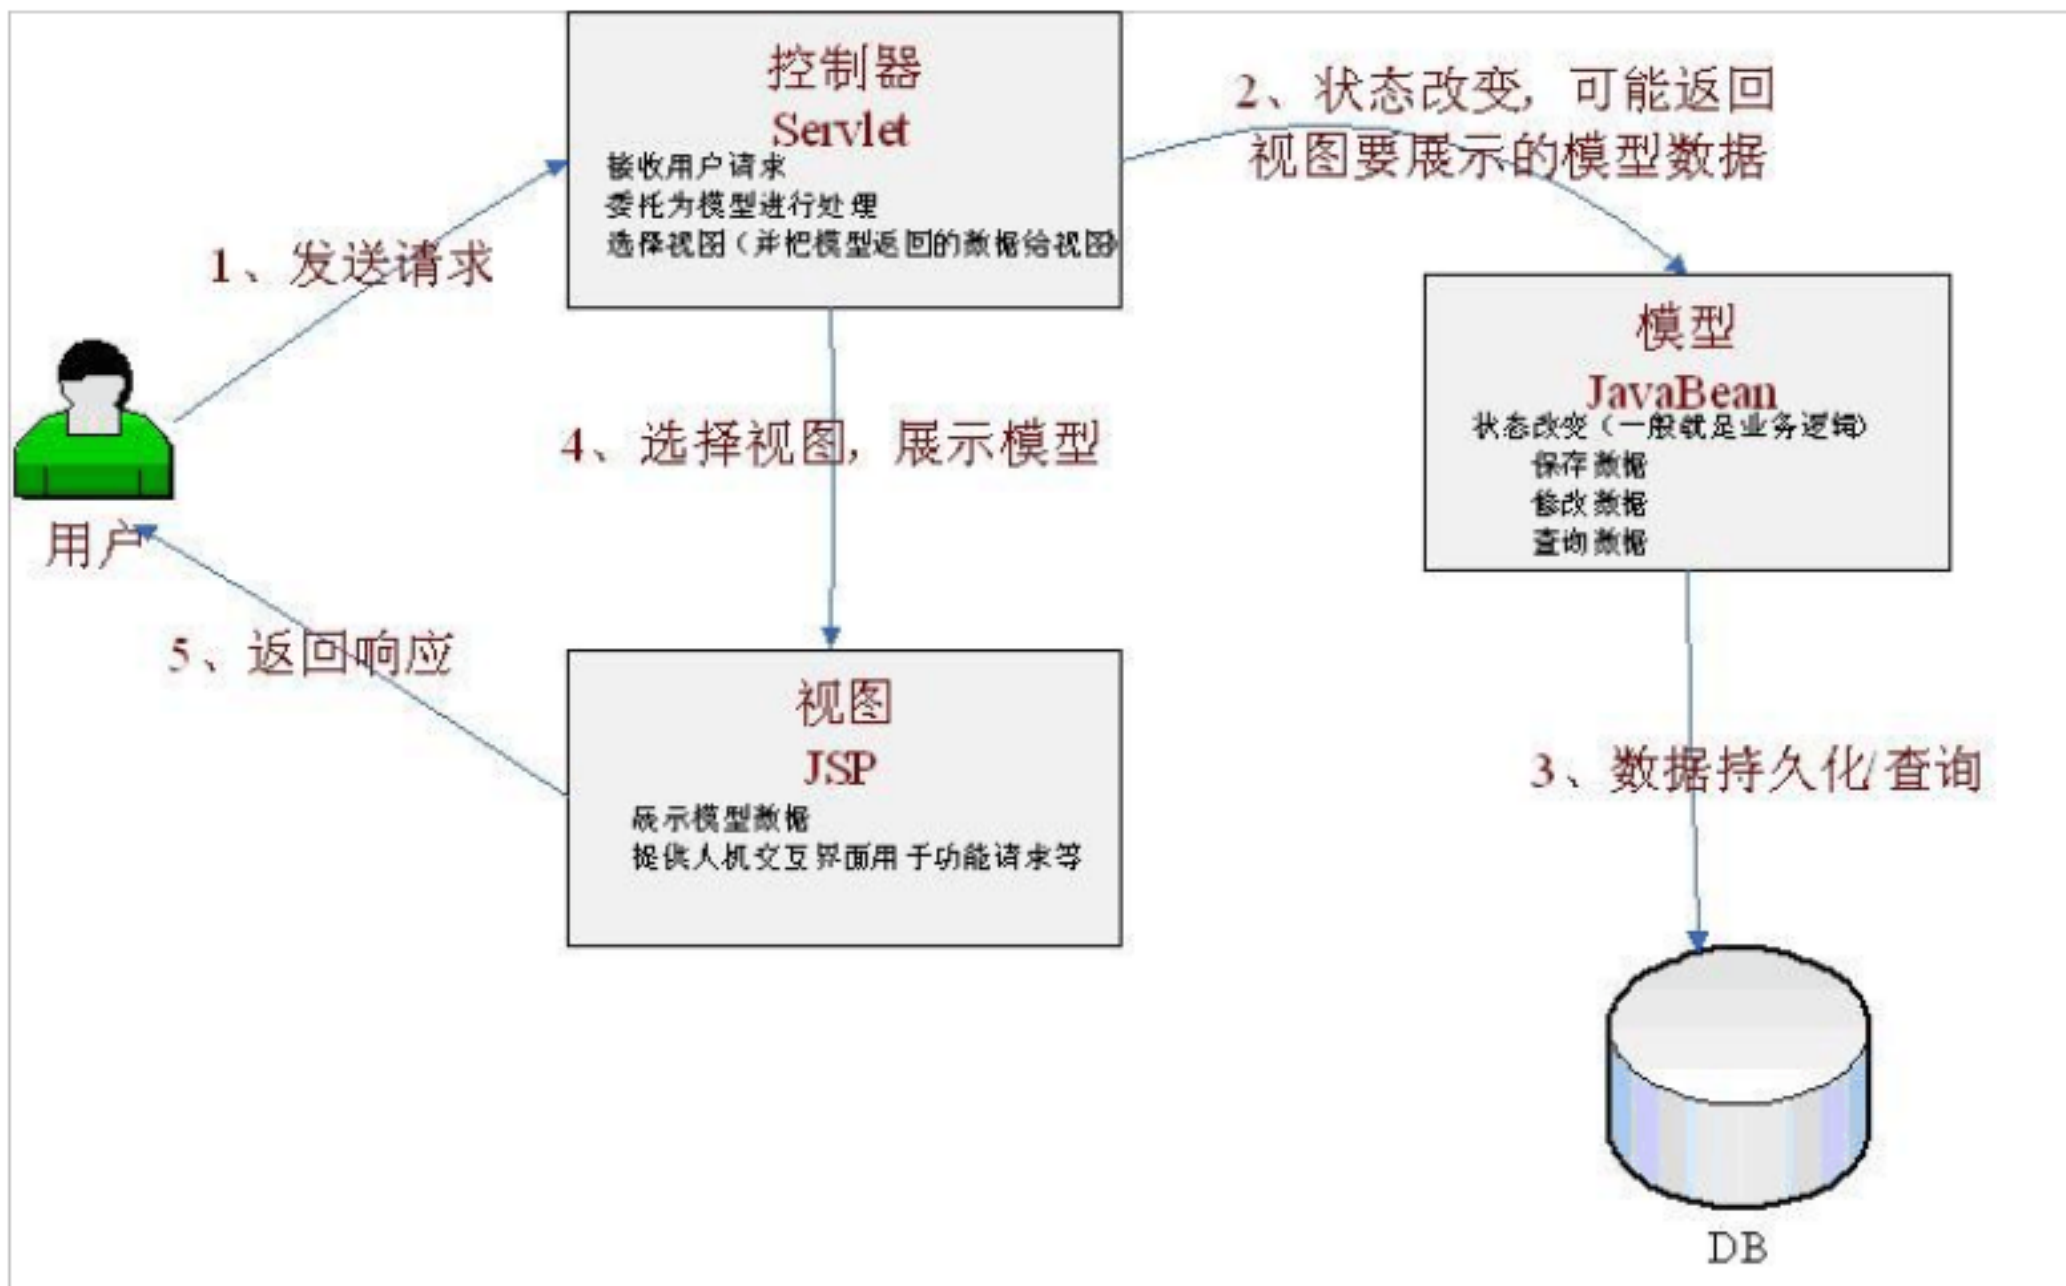 控制器
Servlet
接收用户请求
委托为模型进行处理
选择视图（并把模型返回的数据给视图）
1、发送请求
2、状态改变, 可能返回
视图要展示的模型数据
模型
JavaBean
状态改变（一般就是业务逻辑）
保存数据
修改数据
查询数据
用户
4、选择视图, 展示模型
5、返回响应
视图
JSP
展示模型数据
提供人机交互界面用于功能请求等
3、数据持久化/查询
DB